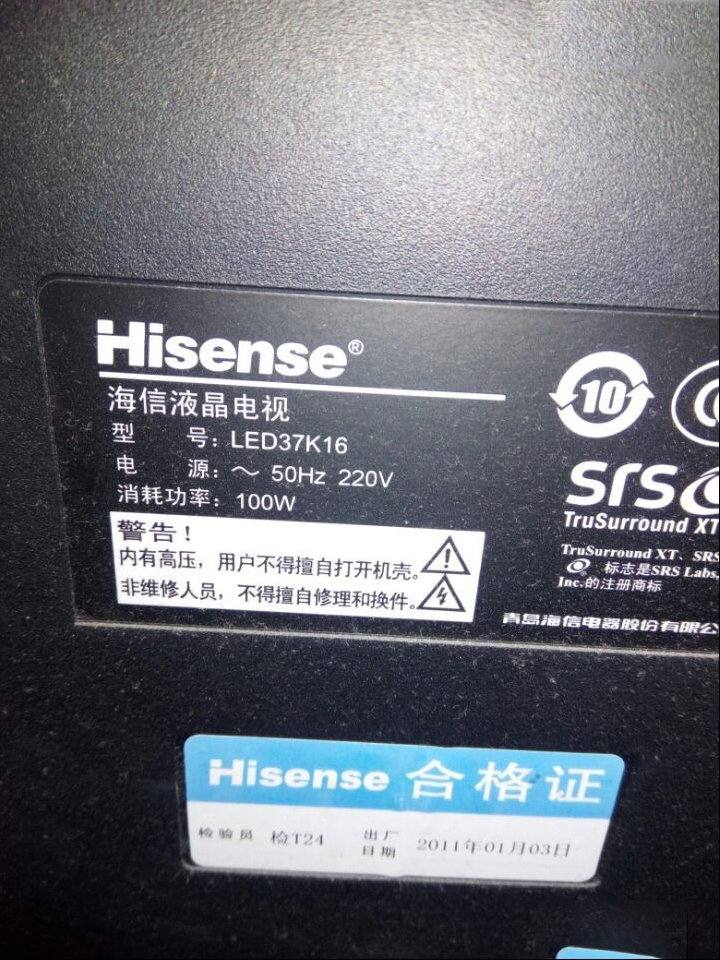 Hisense®
海信液晶电视
型 号: LED37K16
电 源: ～ 50Hz 220V
消耗功率: 100W
警告!
内有高压，用户不得擅自打开机壳。
非维修人员，不得擅自修理和换件。
10
SRS
TruSurround XT
TruSurround XT、SRS
标志是SRS Labs,
Inc.的注册商标
青岛海信电器股份有限公
Hisense 合格证
检验员 检T24
出厂
日期 2011年01月03日